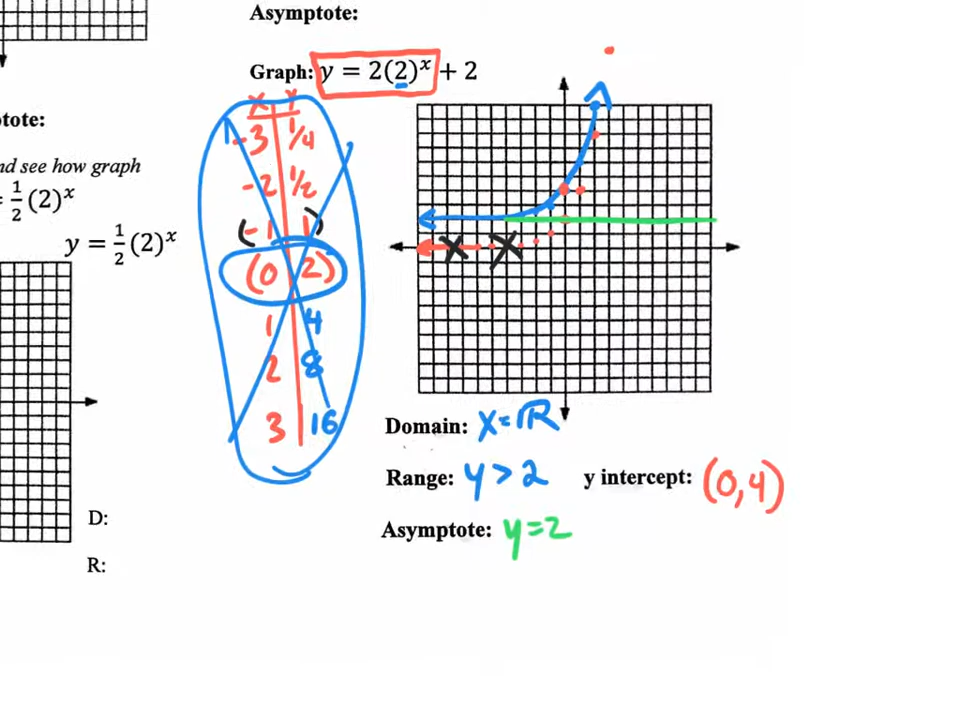 Asymptote:
Graph: y = 2(2)ˣ + 2
x y
-3 1/4
-2 1/2
(-1 1)
(0 2)
1 4
2 8
3 16
tote:
nd see how graph
= 1/2 (2)ˣ
y = 1/2 (2)ˣ
D:
R:
Domain: x = ℝ
Range: y > 2 y intercept: (0,4)
Asymptote: y = 2